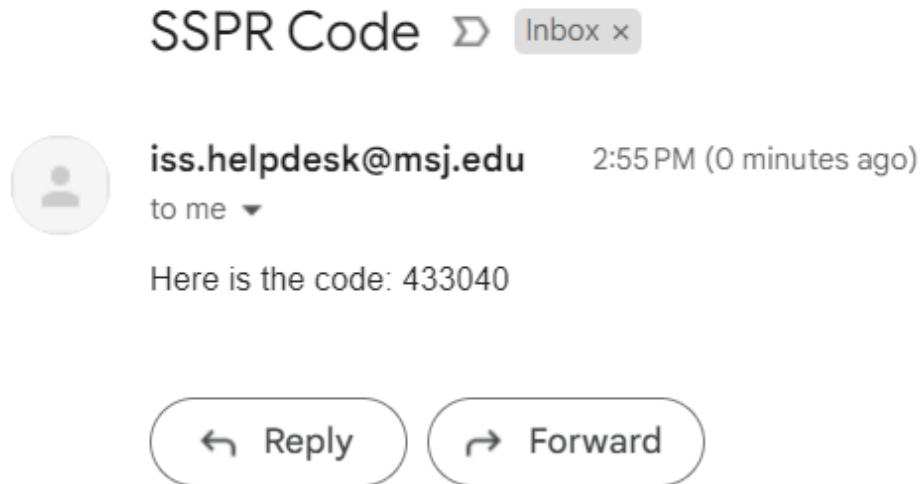 SSPR Code Inbox ×
iss.helpdesk@msj.edu 2:55 PM (0 minutes ago)
to me
Here is the code: 433040
Reply Forward